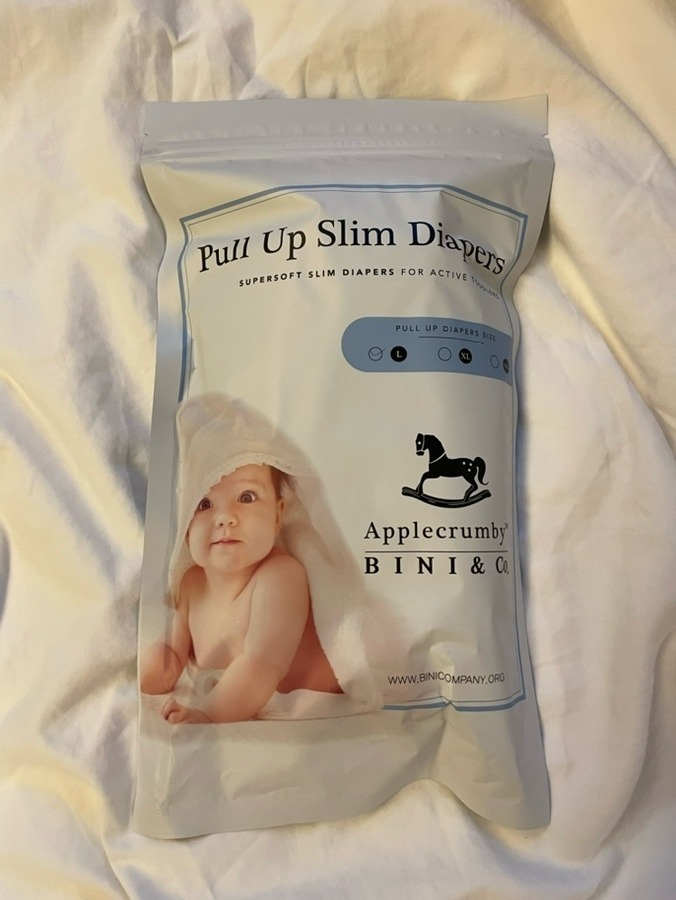 Pull Up Slim Diapers
SUPERSOFT SLIM DIAPERS FOR ACTIVE TODDLERS
PULL UP DIAPERS SIZE
L XL
Applecrumby®
BINI & Co.
WWW.BINICOMPANY.ORG